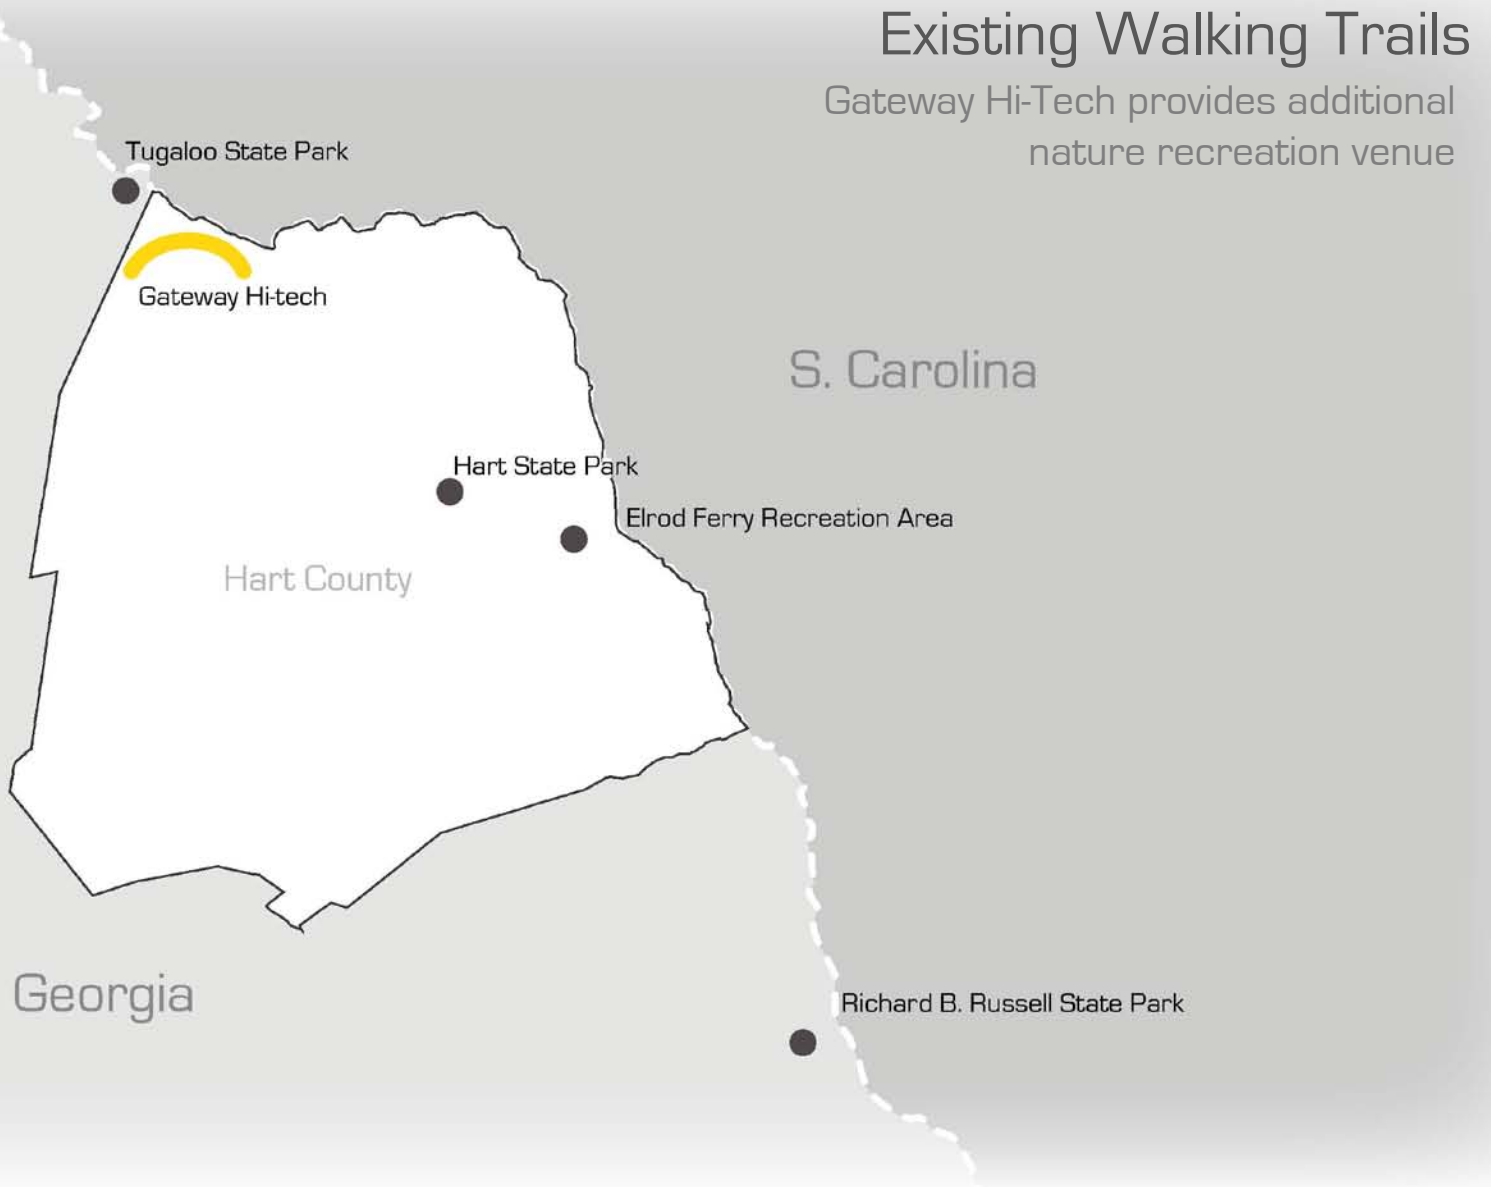 Existing Walking Trails
Gateway Hi-Tech provides additional
nature recreation venue
Tugaloo State Park
Gateway Hi-tech
S. Carolina
Hart State Park
Elrod Ferry Recreation Area
Hart County
Georgia
Richard B. Russell State Park